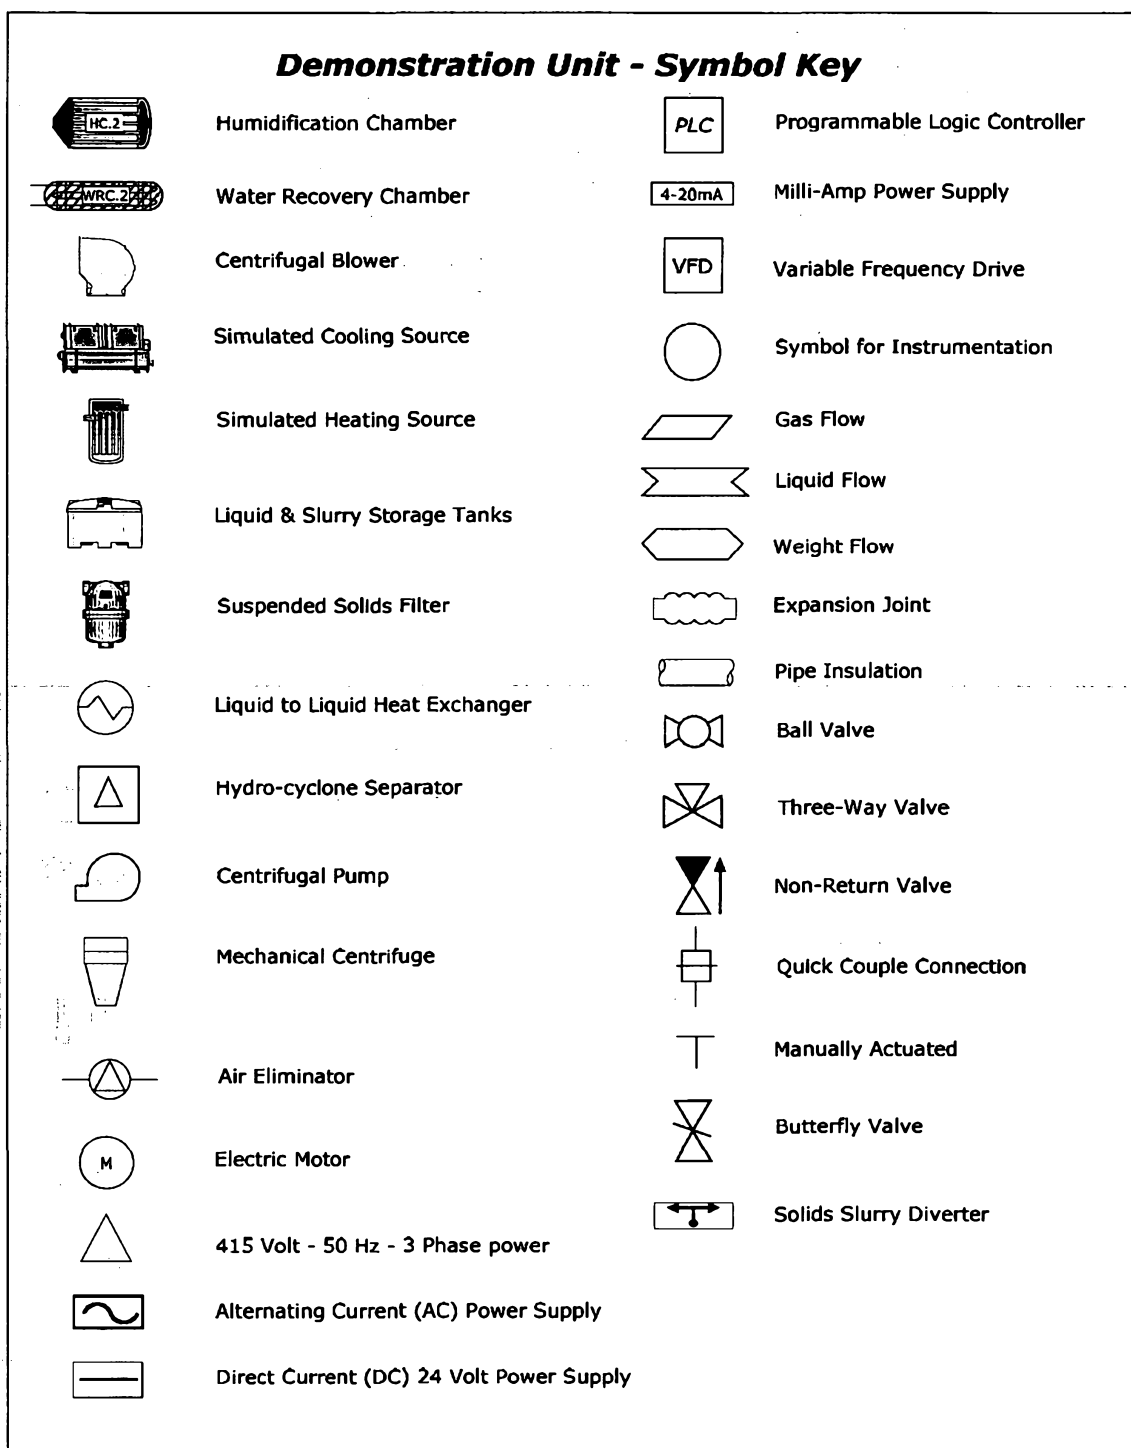 Demonstration Unit - Symbol Key
HC.2 Humidification Chamber
WRC.2 Water Recovery Chamber
Centrifugal Blower
Simulated Cooling Source
Simulated Heating Source
Liquid & Slurry Storage Tanks
Suspended Solids Filter
Liquid to Liquid Heat Exchanger
Hydro-cyclone Separator
Centrifugal Pump
Mechanical Centrifuge
Air Eliminator
M Electric Motor
415 Volt - 50 Hz - 3 Phase power
Alternating Current (AC) Power Supply
Direct Current (DC) 24 Volt Power Supply
PLC Programmable Logic Controller
4-20mA Milli-Amp Power Supply
VFD Variable Frequency Drive
Symbol for Instrumentation
Gas Flow
Liquid Flow
Weight Flow
Expansion Joint
Pipe Insulation
Ball Valve
Three-Way Valve
Non-Return Valve
Quick Couple Connection
Manually Actuated
Butterfly Valve
Solids Slurry Diverter